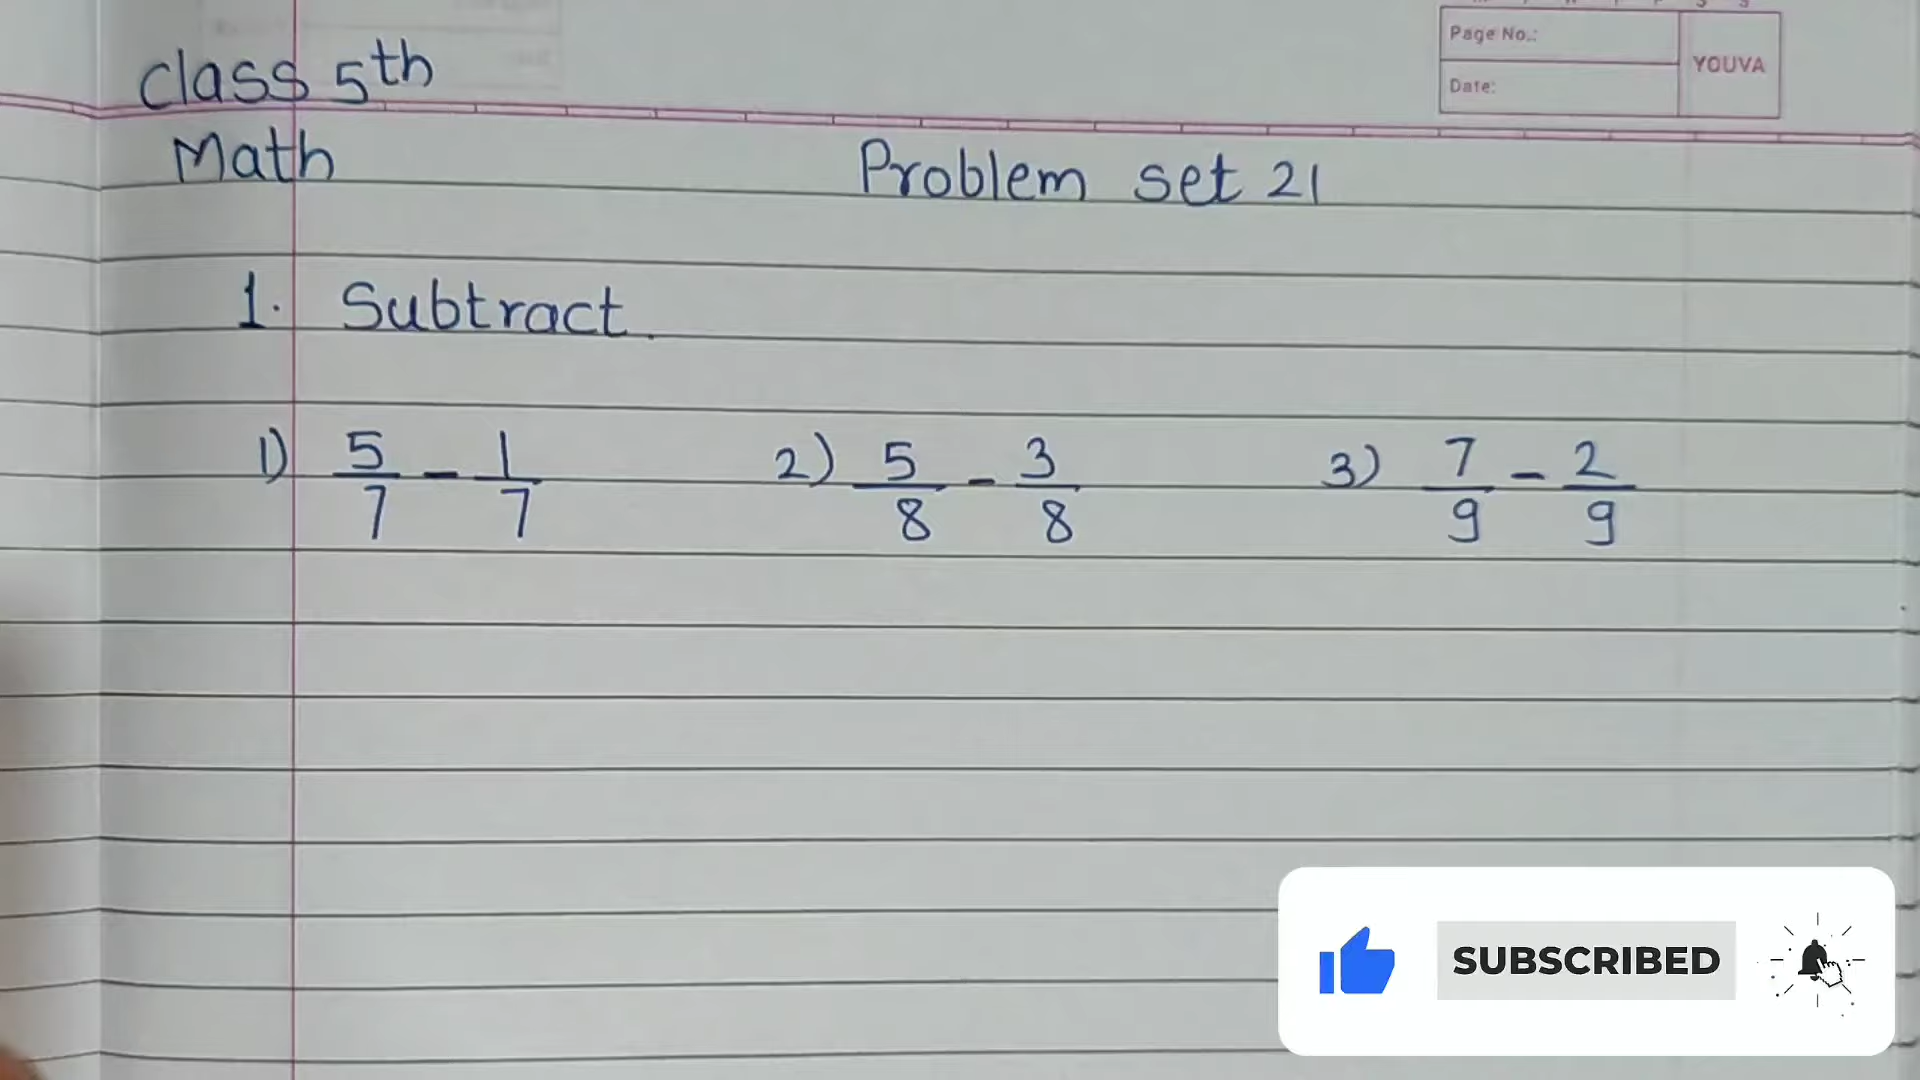 Page No.:
YOUVA
Date:
class 5th
Math
Problem set 21
1. Subtract.
1) 5/7 - 1/7 2) 5/8 - 3/8 3) 7/9 - 2/9
SUBSCRIBED